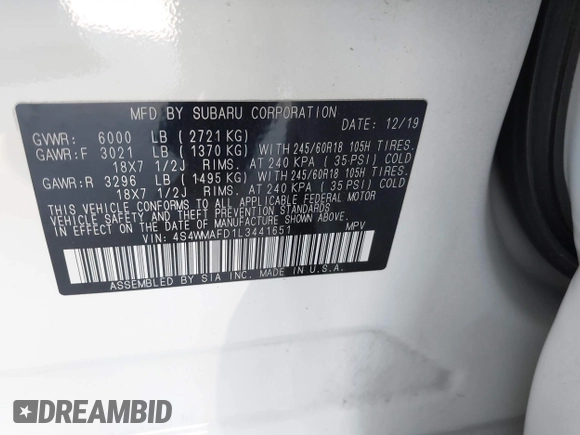 MFD BY SUBARU CORPORATION
DATE: 12/19
GVWR: 6000 LB (2721 KG)
GAWR:F 3021 LB (1370 KG) WITH 245/60R18 105H TIRES.
18X7 1/2J RIMS. AT 240 KPA (35 PSI) COLD
GAWR:R 3296 LB (1495 KG) WITH 245/60R18 105H TIRES.
18X7 1/2J RIMS. AT 240 KPA (35 PSI) COLD
THIS VEHICLE CONFORMS TO ALL APPLICABLE FEDERAL MOTOR
VEHICLE SAFETY AND THEFT PREVENTION STANDARDS IN EFFECT
ON THE DATE OF MANUFACTURE SHOWN ABOVE.
VIN: 4S4WMAFD1L3441651 MPV
ASSEMBLED BY SIA INC. MADE IN U.S.A.
DREAMBID